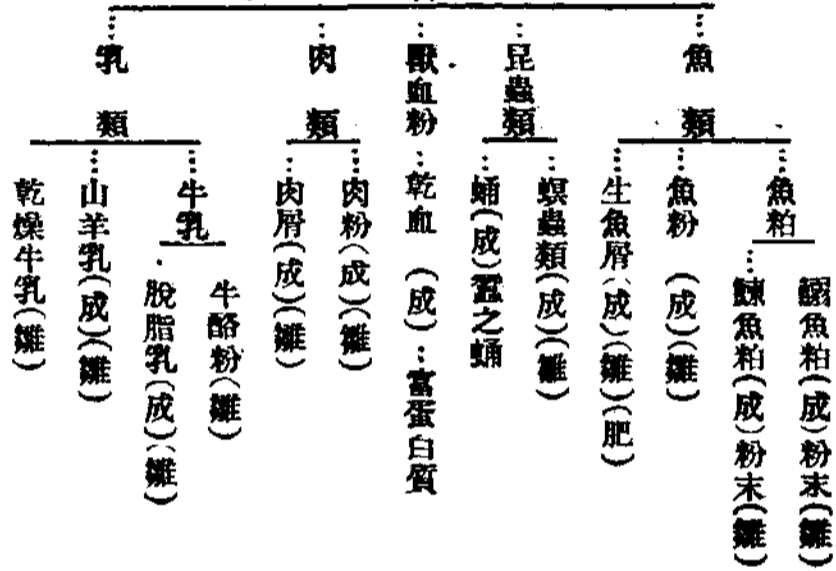 魚類
魚粕
鰮魚粕(成)粉末(雛)
鰊魚粕(成)粉末(雛)
魚粉 (成)(雛)
生魚屑(成)(雛)(肥)
昆蟲類
螟蟲類(成)(雛)
蛹(成)蠶之蛹
獸血粉…乾血 (成)…富蛋白質
肉類
肉粉(成)(雛)
肉屑(成)(雛)
乳類
牛乳
牛酪粉(雛)
脫脂乳(成)(雛)
山羊乳(成)(雛)
乾燥牛乳(雛)